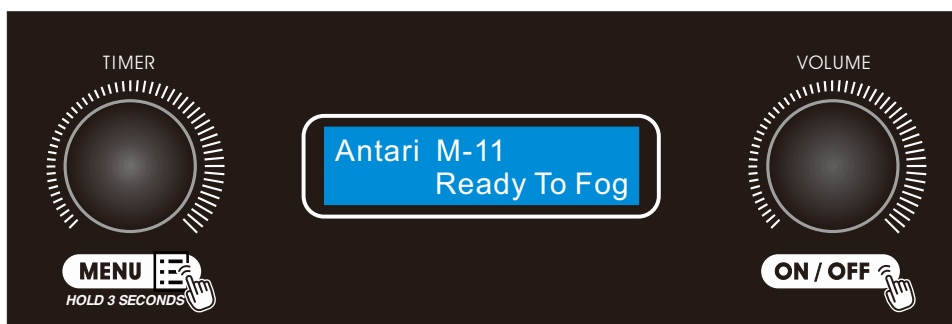 TIMER
VOLUME
Antari M-11
Ready To Fog
MENU
HOLD 3 SECONDS
ON / OFF